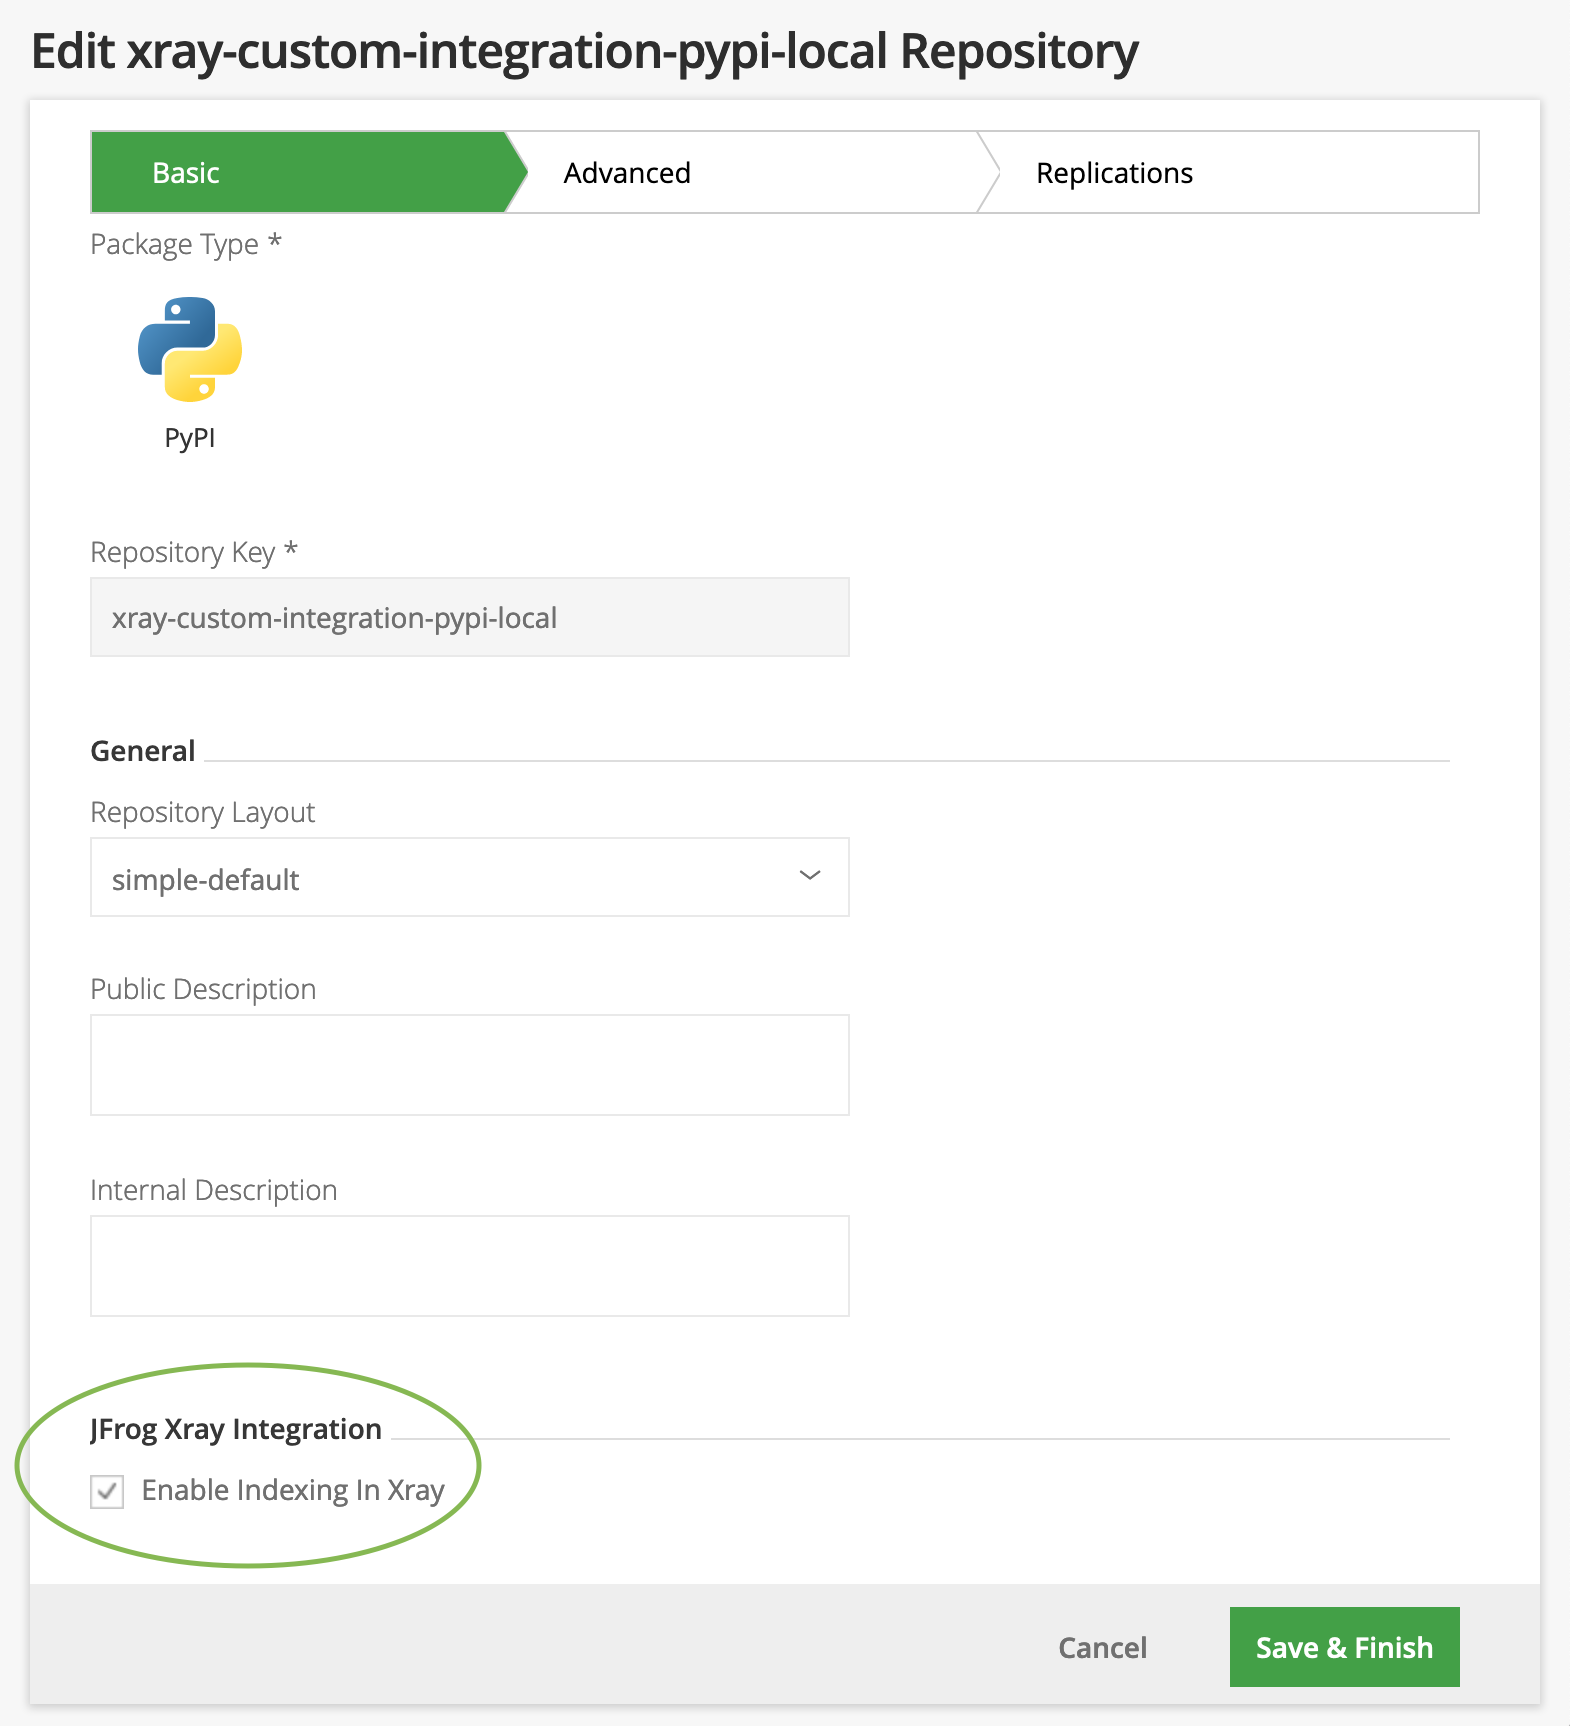 Edit xray-custom-integration-pypi-local Repository
Basic
Advanced
Replications
Package Type *
PyPI
Repository Key *
xray-custom-integration-pypi-local
General
Repository Layout
simple-default
Public Description
Internal Description
JFrog Xray Integration
Enable Indexing In Xray
Cancel
Save & Finish